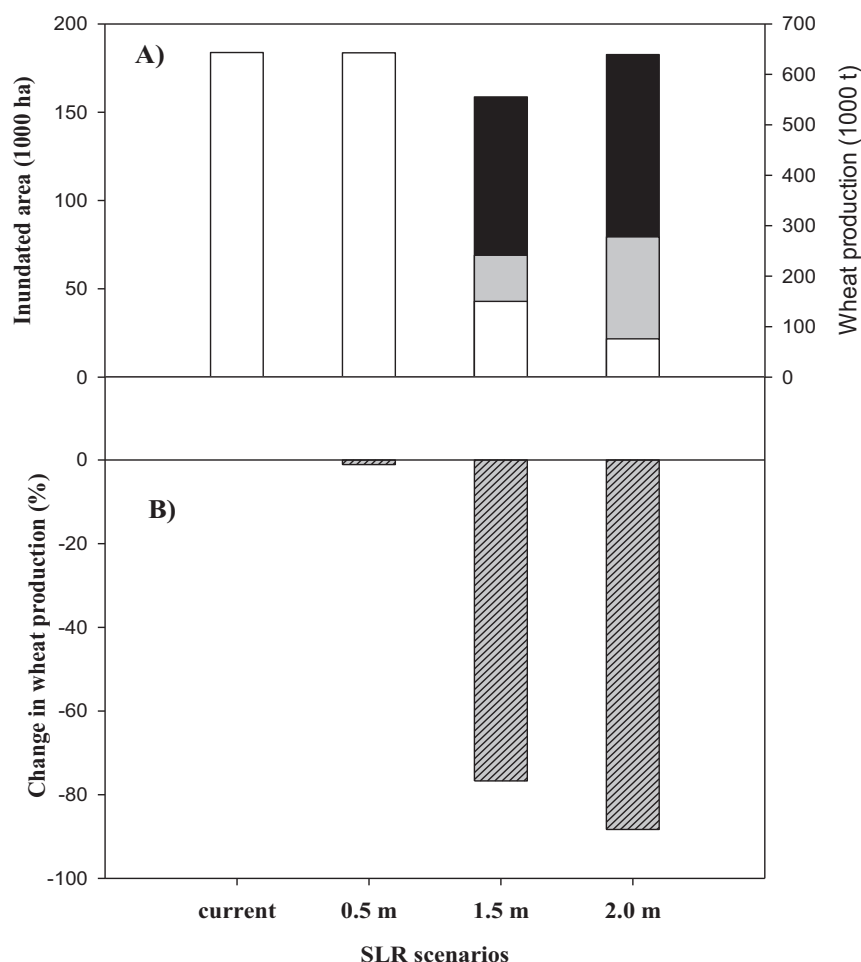 A)
Inundated area (1000 ha)
200
150
100
50
0
Wheat production (1000 t)
700
600
500
400
300
200
100
0
B)
Change in wheat production (%)
0
-20
-40
-60
-80
-100
current 0.5 m 1.5 m 2.0 m
SLR scenarios